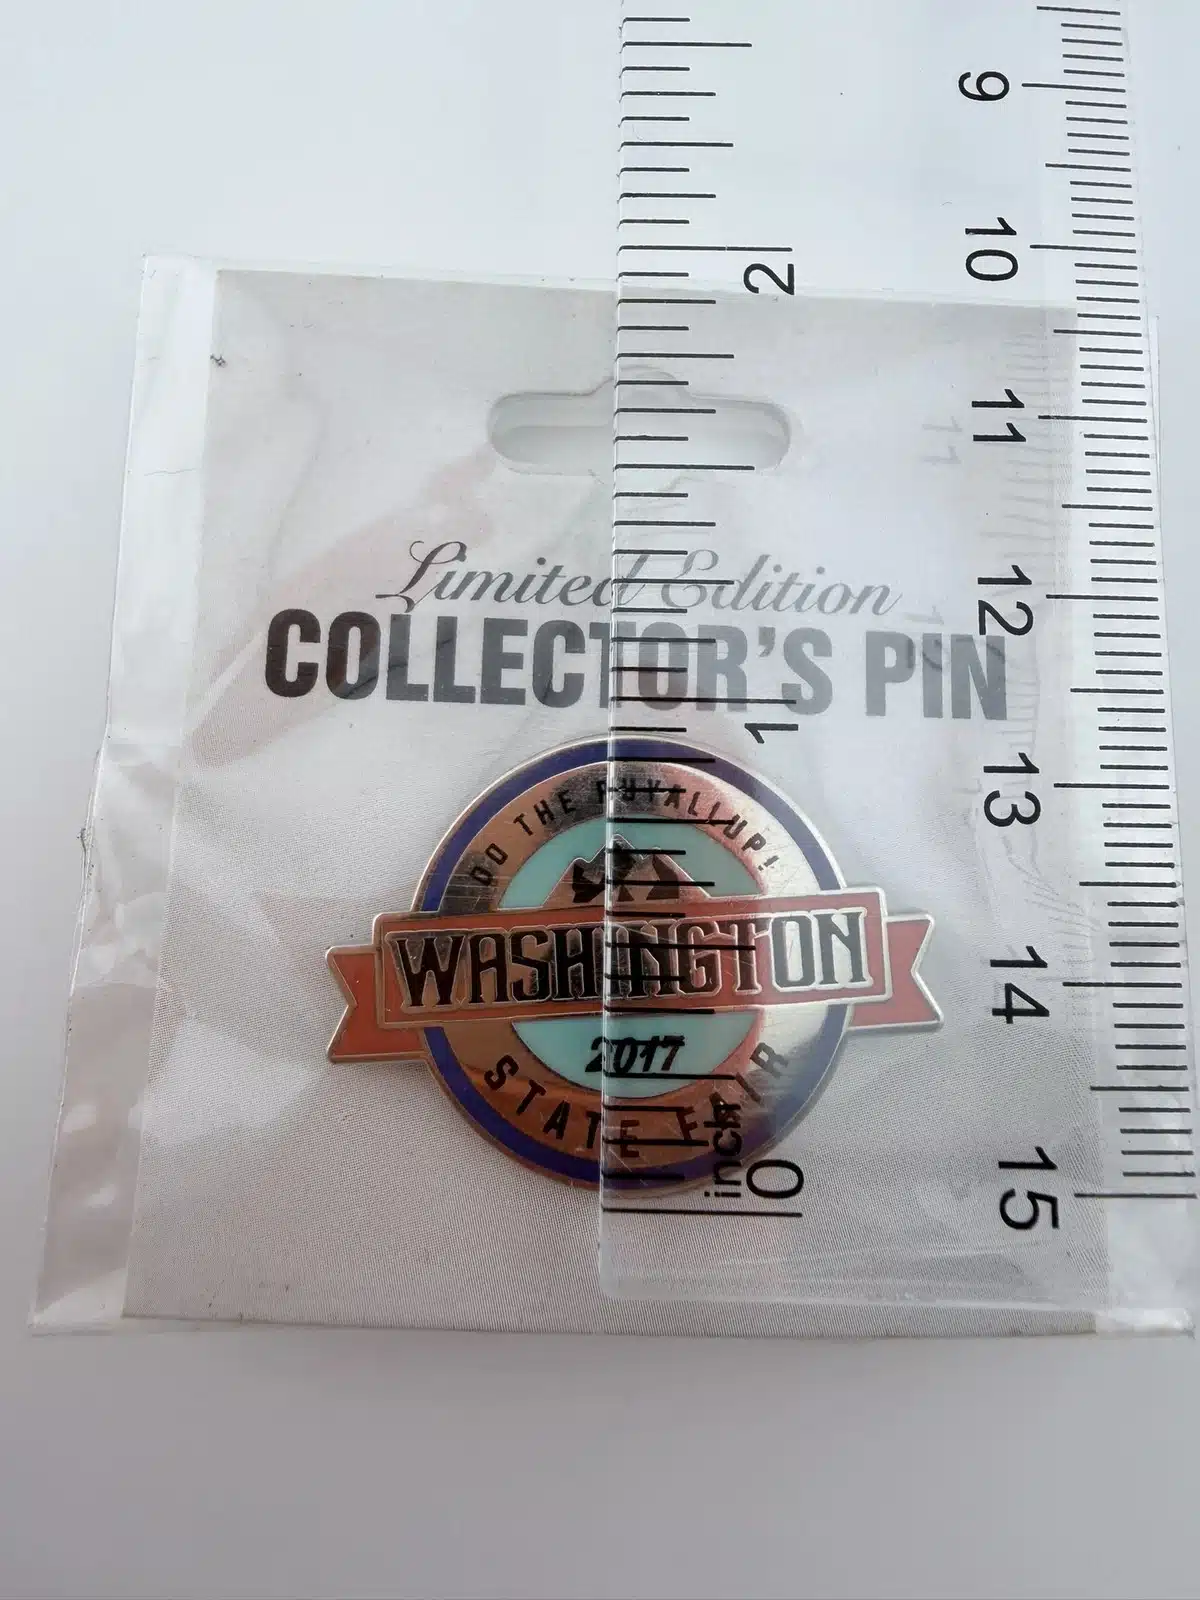 Limited Edition
COLLECTOR'S PIN
DO THE PUYALLUP!
WASHINGTON
2017
STATE FAIR
2
1
inch 0
9
10
11
12
13
14
15